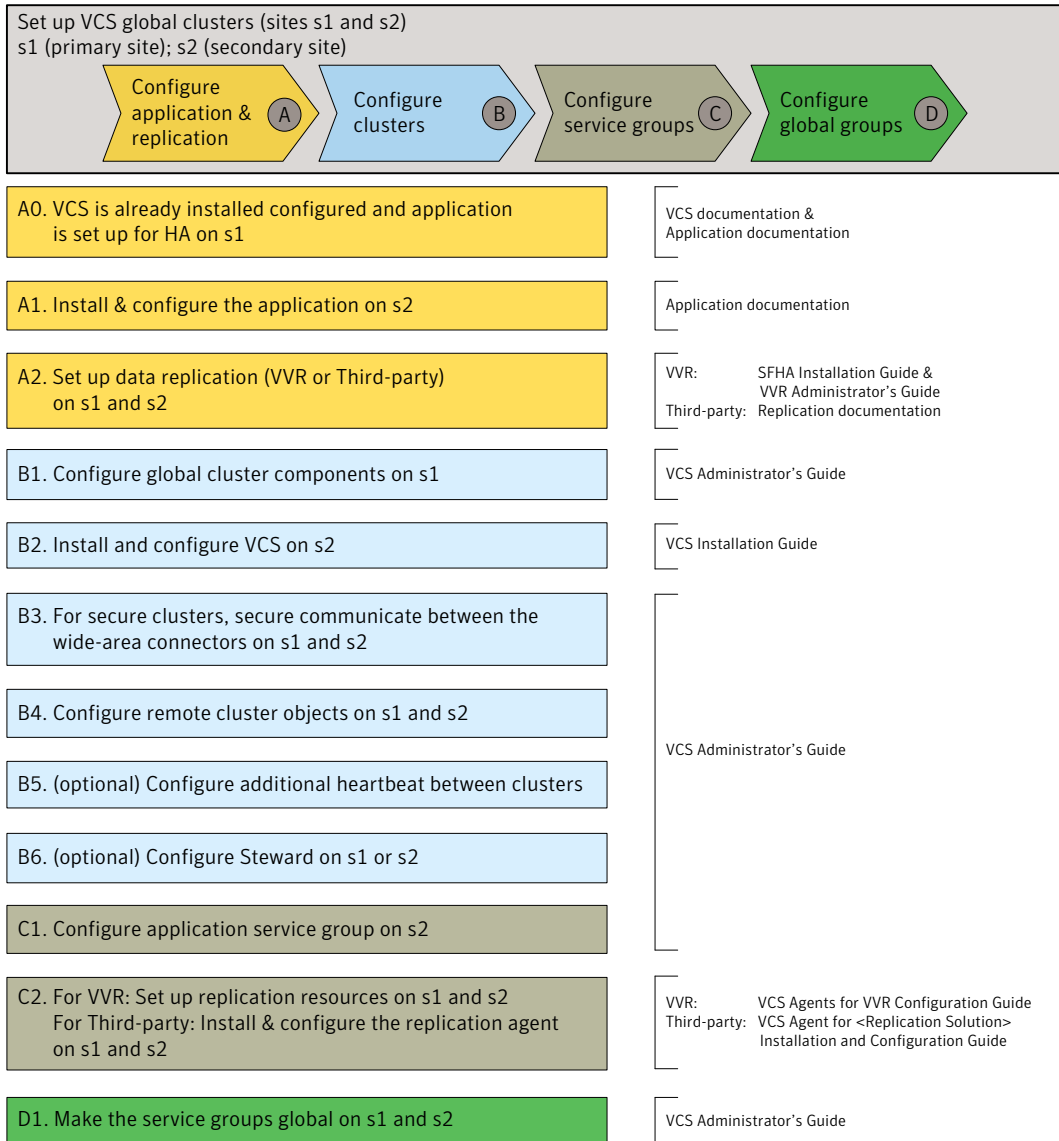 Set up VCS global clusters (sites s1 and s2)
s1 (primary site); s2 (secondary site)
Configure
application &
replication
A
Configure
clusters
B
Configure
service groups
C
Configure
global groups
D
A0. VCS is already installed configured and application
is set up for HA on s1
VCS documentation &
Application documentation
A1. Install & configure the application on s2
Application documentation
A2. Set up data replication (VVR or Third-party)
on s1 and s2
VVR: SFHA Installation Guide &
VVR Administrator's Guide
Third-party: Replication documentation
B1. Configure global cluster components on s1
VCS Administrator's Guide
B2. Install and configure VCS on s2
VCS Installation Guide
B3. For secure clusters, secure communicate between the
wide-area connectors on s1 and s2
B4. Configure remote cluster objects on s1 and s2
VCS Administrator's Guide
B5. (optional) Configure additional heartbeat between clusters
B6. (optional) Configure Steward on s1 or s2
C1. Configure application service group on s2
C2. For VVR: Set up replication resources on s1 and s2
For Third-party: Install & configure the replication agent
on s1 and s2
VVR: VCS Agents for VVR Configuration Guide
Third-party: VCS Agent for <Replication Solution>
Installation and Configuration Guide
D1. Make the service groups global on s1 and s2
VCS Administrator's Guide